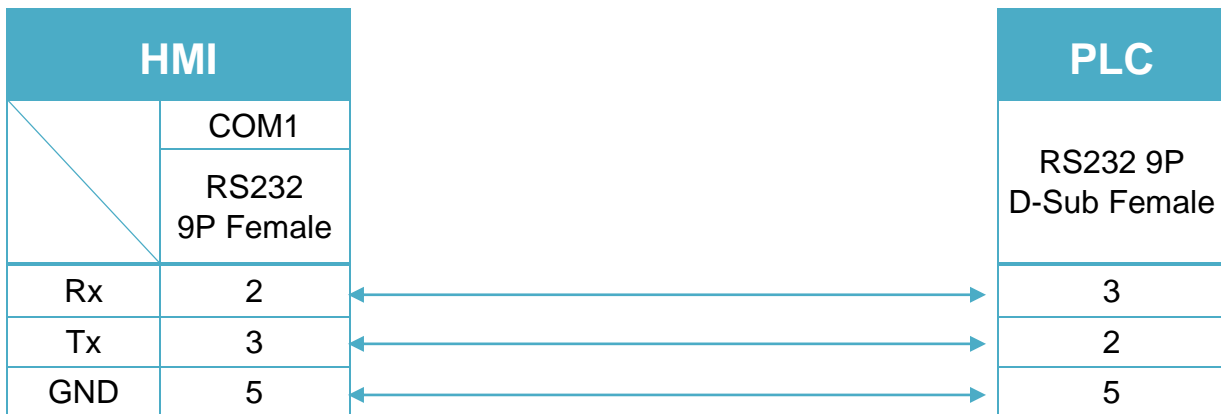 HMI
PLC
COM1
RS232
9P Female
RS232 9P
D-Sub Female
Rx 2 3
Tx 3 2
GND 5 5